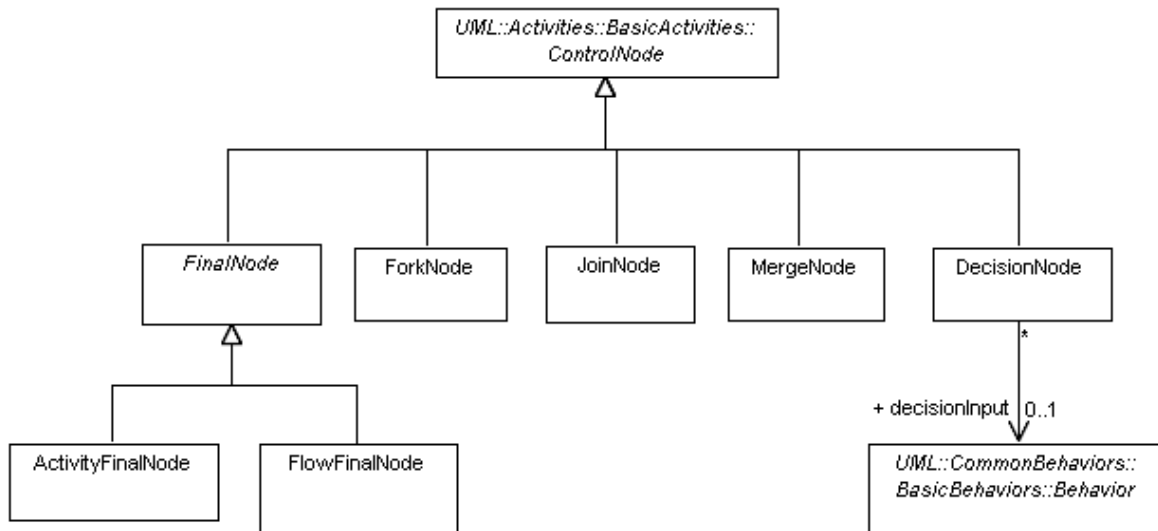 UML::Activities::BasicActivities::
ControlNode
FinalNode
ForkNode
JoinNode
MergeNode
DecisionNode
*
+ decisionInput
0..1
ActivityFinalNode
FlowFinalNode
UML::CommonBehaviors::
BasicBehaviors::Behavior